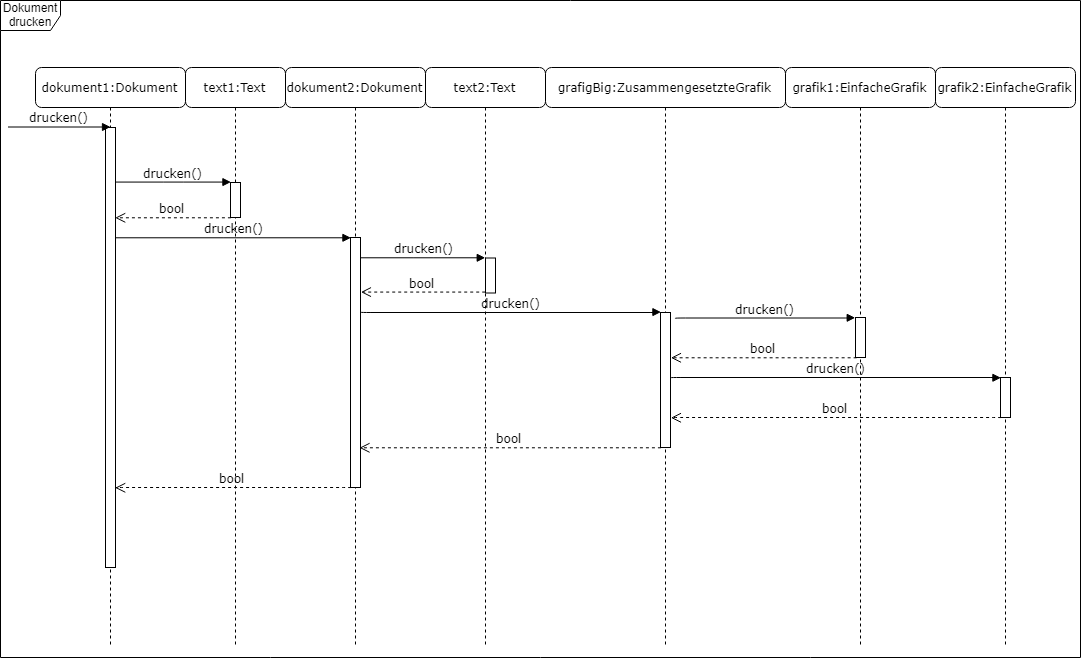 Dokument
drucken
dokument1:Dokument
text1:Text
dokument2:Dokument
text2:Text
grafigBig:ZusammengesetzteGrafik
grafik1:EinfacheGrafik
grafik2:EinfacheGrafik
drucken()
drucken()
bool
drucken()
drucken()
bool
drucken()
drucken()
bool
drucken()
bool
bool
bool